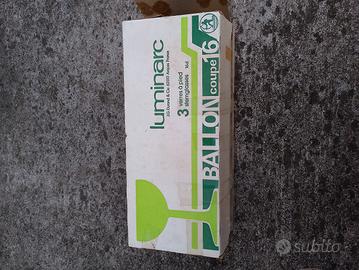 luminarc
3 verres à pied
stemglasses
BALLON
coupe 16
subito